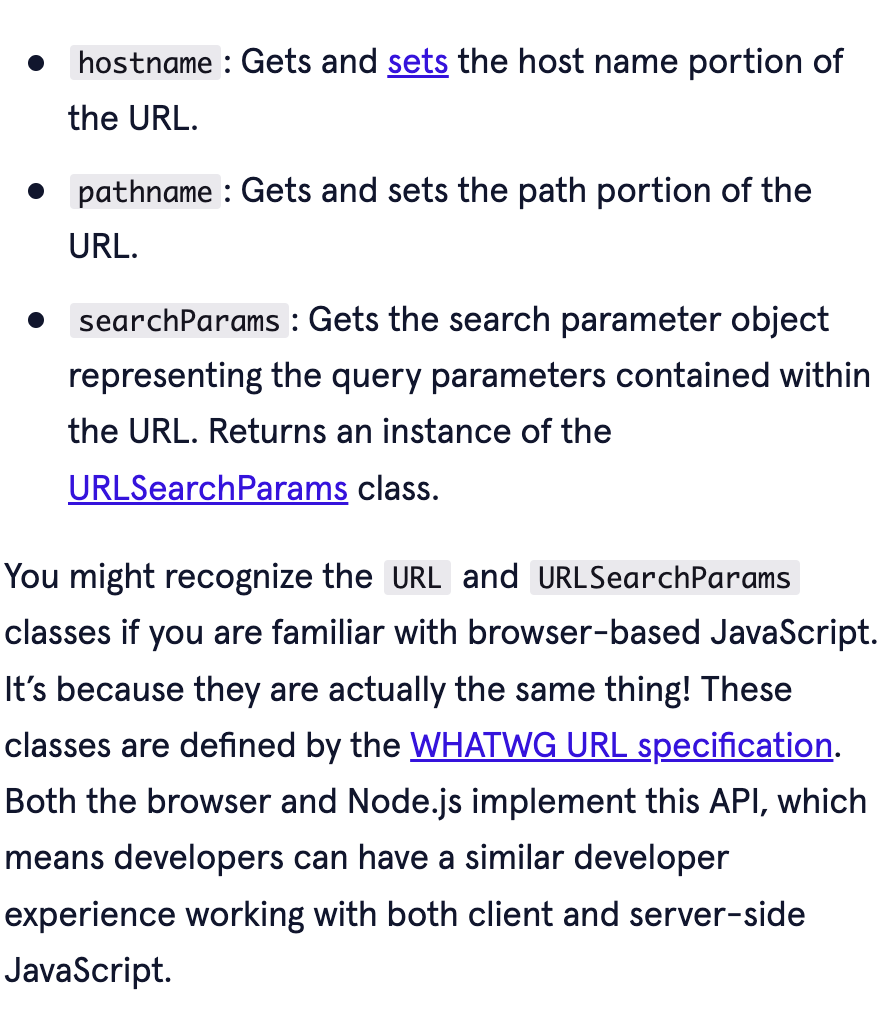 • hostname: Gets and sets the host name portion of
the URL.
• pathname: Gets and sets the path portion of the
URL.
• searchParams: Gets the search parameter object
representing the query parameters contained within
the URL. Returns an instance of the
URLSearchParams class.
You might recognize the URL and URLSearchParams
classes if you are familiar with browser-based JavaScript.
It’s because they are actually the same thing! These
classes are defined by the WHATWG URL specification.
Both the browser and Node.js implement this API, which
means developers can have a similar developer
experience working with both client and server-side
JavaScript.